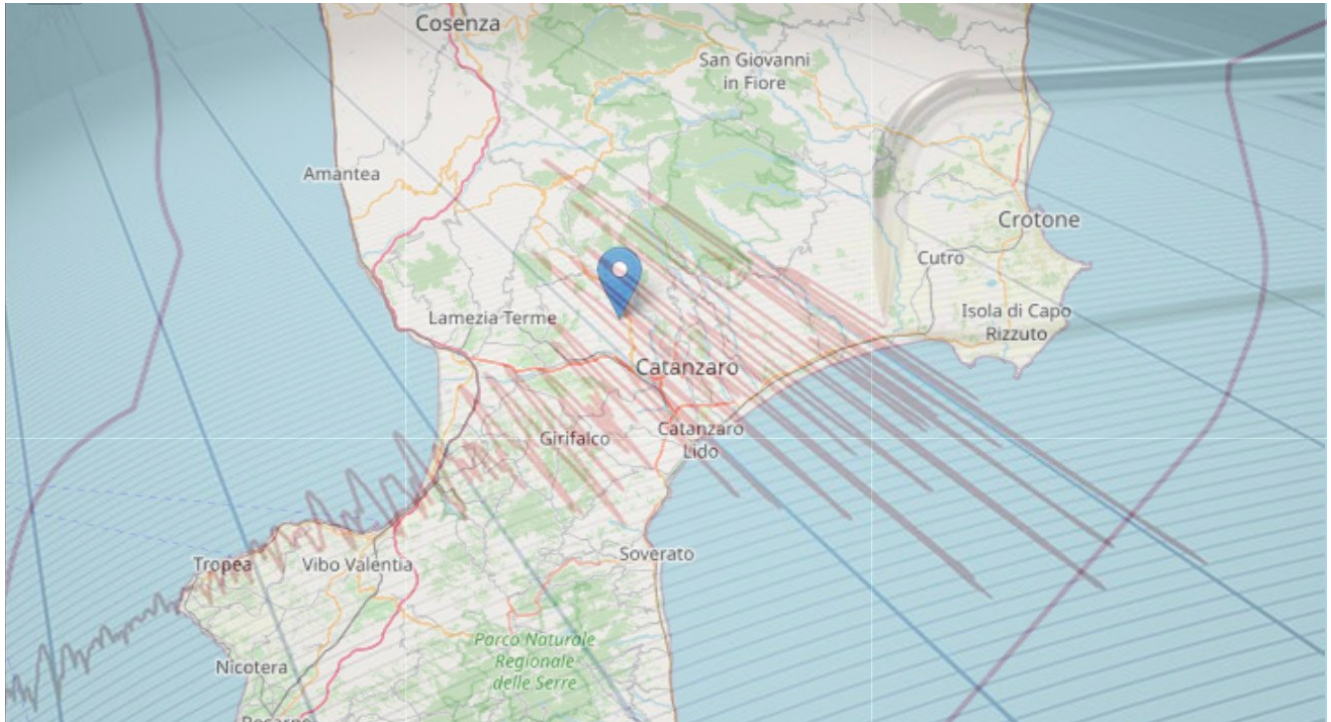 Cosenza
San Giovanni
in Fiore
Amantea
Crotone
Cutro
Lamezia Terme
Isola di Capo
Rizzuto
Catanzaro
Girifalco
Catanzaro
Lido
Soverato
Tropea
Vibo Valentia
Parco Naturale
Regionale
delle Serre
Nicotera